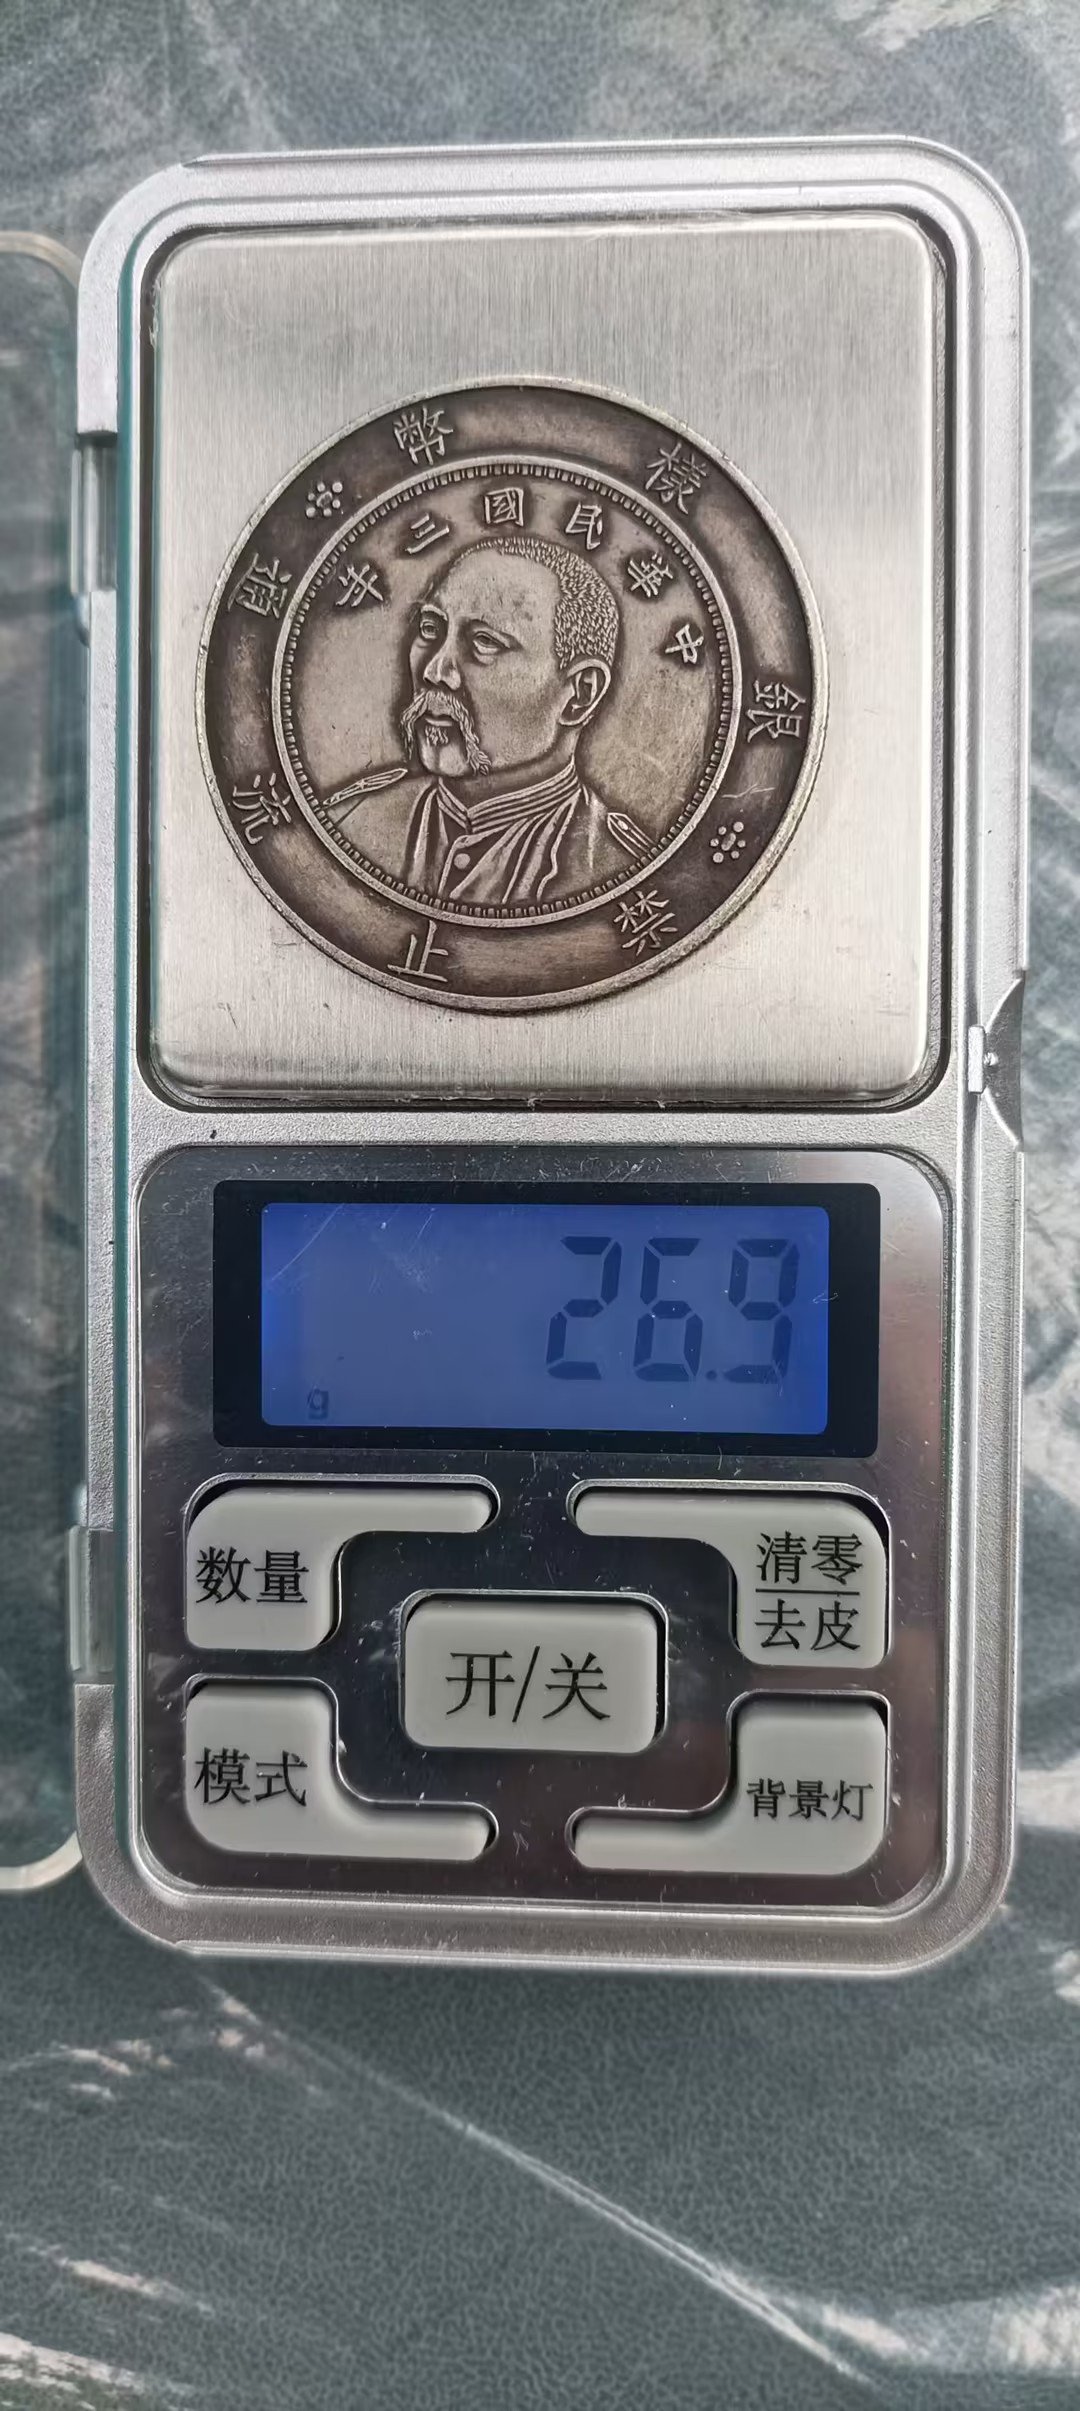 銀樣幣
中華民國三年
禁止流通
26.9
g
数量
清零
去皮
开/关
模式
背景灯